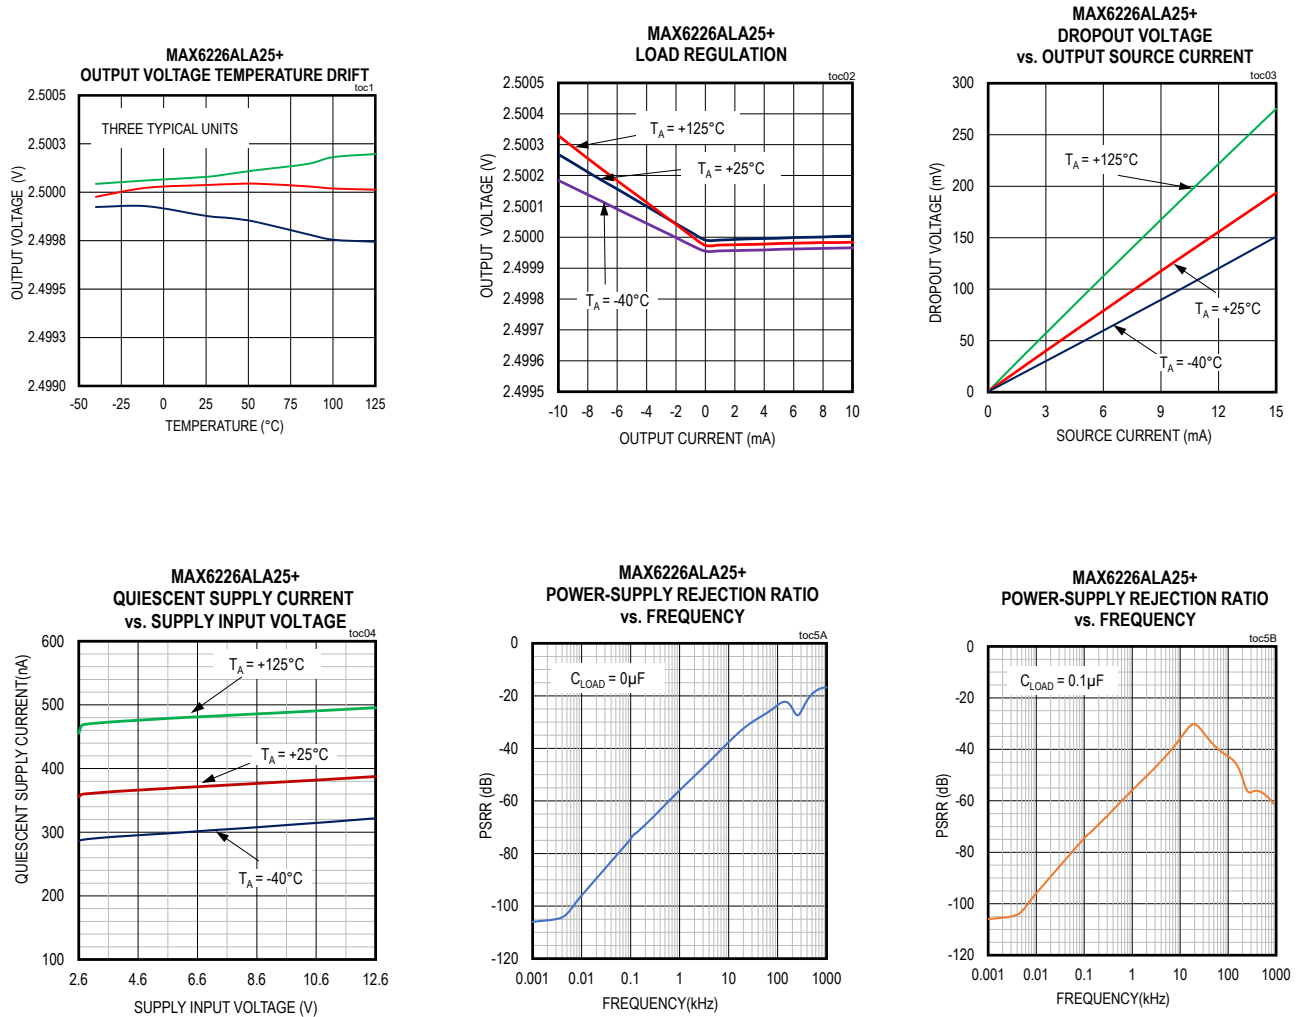 MAX6226ALA25+
OUTPUT VOLTAGE TEMPERATURE DRIFT
toc1
2.5005
2.5003
2.5000
2.4998
2.4995
2.4993
2.4990
OUTPUT VOLTAGE (V)
THREE TYPICAL UNITS
-50 -25 0 25 50 75 100 125
TEMPERATURE (°C)
MAX6226ALA25+
LOAD REGULATION
toc02
2.5005
2.5004
2.5003
2.5002
2.5001
2.5000
2.4999
2.4998
2.4997
2.4996
2.4995
OUTPUT VOLTAGE (V)
TA = +125°C
TA = +25°C
TA = -40°C
-10 -8 -6 -4 -2 0 2 4 6 8 10
OUTPUT CURRENT (mA)
MAX6226ALA25+
DROPOUT VOLTAGE
vs. OUTPUT SOURCE CURRENT
toc03
300
250
200
150
100
50
0
DROPOUT VOLTAGE (mV)
TA = +125°C
TA = +25°C
TA = -40°C
0 3 6 9 12 15
SOURCE CURRENT (mA)
MAX6226ALA25+
QUIESCENT SUPPLY CURRENT
vs. SUPPLY INPUT VOLTAGE
toc04
600
500
400
300
200
100
QUIESCENT SUPPLY CURRENT(nA)
TA = +125°C
TA = +25°C
TA = -40°C
2.6 4.6 6.6 8.6 10.6 12.6
SUPPLY INPUT VOLTAGE (V)
MAX6226ALA25+
POWER-SUPPLY REJECTION RATIO
vs. FREQUENCY
toc5A
0
-20
-40
-60
-80
-100
-120
PSRR (dB)
CLOAD = 0µF
0.001 0.01 0.1 1 10 100 1000
FREQUENCY(kHz)
MAX6226ALA25+
POWER-SUPPLY REJECTION RATIO
vs. FREQUENCY
toc5B
0
-20
-40
-60
-80
-100
-120
PSRR (dB)
CLOAD = 0.1µF
0.001 0.01 0.1 1 10 100 1000
FREQUENCY(kHz)